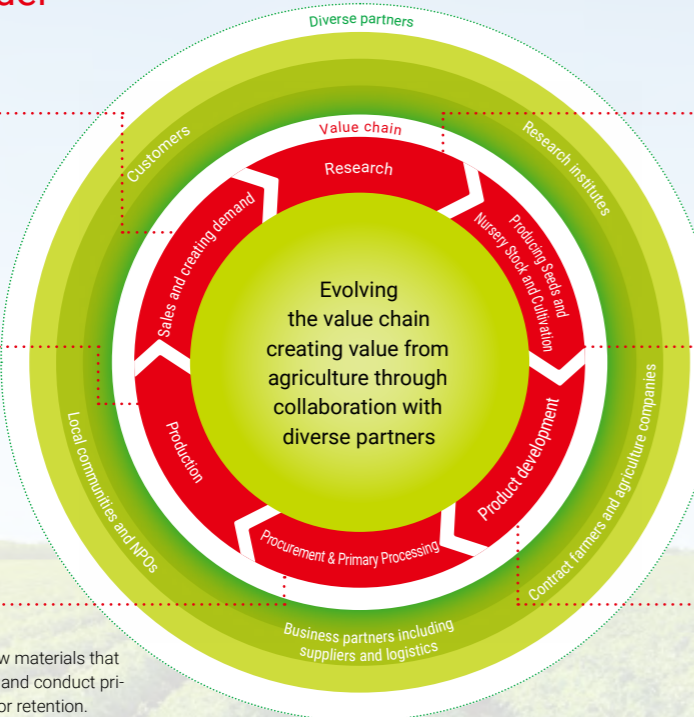 Diverse partners
Customers
Research institutes
Value chain
Research
Sales and creating demand
Producing Seeds and
Nursery Stock and Cultivation
Evolving
the value chain
creating value from
agriculture through
collaboration with
diverse partners
Production
Product development
Local communities and NPOs
Contract farmers and agriculture companies
Procurement & Primary Processing
Business partners including
suppliers and logistics
materials that
and conduct pri-
or retention.